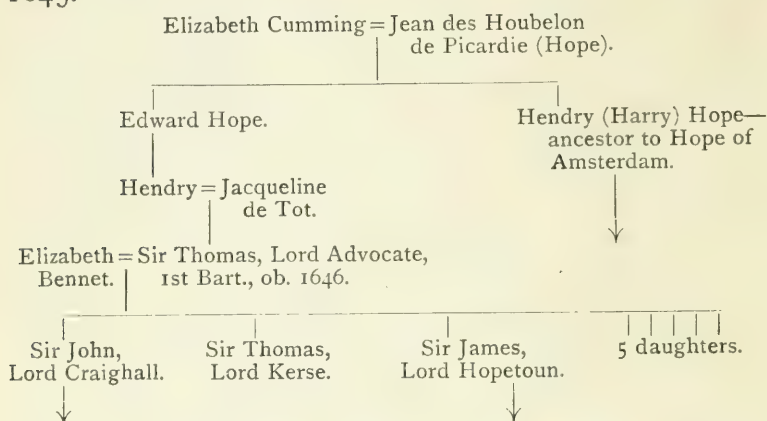 Elizabeth Cumming = Jean des Houbelon
de Picardie (Hope).
Edward Hope.
Hendry (Harry) Hope—
ancestor to Hope of
Amsterdam.
Hendry = Jacqueline
de Tot.
Elizabeth = Sir Thomas, Lord Advocate,
Bennet. 1st Bart., ob. 1646.
Sir John,
Lord Craighall.
Sir Thomas,
Lord Kerse.
Sir James,
Lord Hopetoun.
5 daughters.